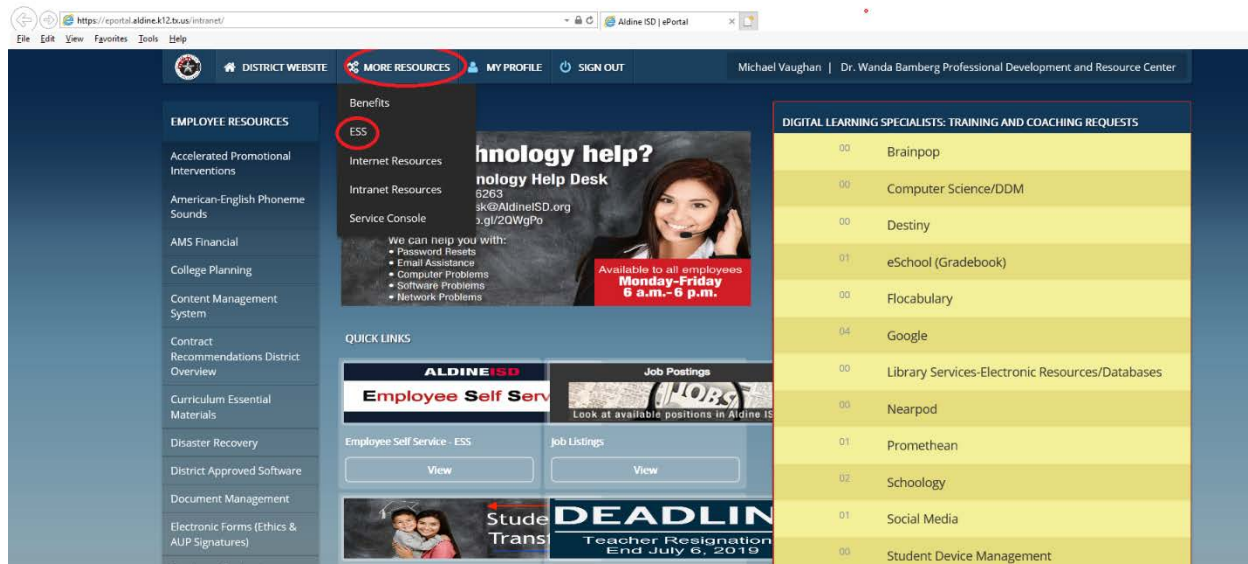 https://eportal.aldine.k12.tx.us/intranet/
Aldine ISD | ePortal
File Edit View Favorites Tools Help
DISTRICT WEBSITE
MORE RESOURCES
MY PROFILE
SIGN OUT
Michael Vaughan | Dr. Wanda Bamberg Professional Development and Resource Center
Benefits
ESS
Internet Resources
Intranet Resources
Service Console
EMPLOYEE RESOURCES
Accelerated Promotional
Interventions
American-English Phoneme
Sounds
AMS Financial
College Planning
Content Management
System
Contract
Recommendations District
Overview
Curriculum Essential
Materials
Disaster Recovery
District Approved Software
Document Management
Electronic Forms (Ethics &
AUP Signatures)
hnology help?
nology Help Desk
6263
sk@AldineISD.org
.gl/2QWgPo
We can help you with:
• Password Resets
• Email Assistance
• Computer Problems
• Software Problems
• Network Problems
Available to all employees
Monday-Friday
6 a.m.-6 p.m.
QUICK LINKS
ALDINEISD
Employee Self Serv
Employee Self Service - ESS
View
Job Postings
JOBS
Look at available positions in Aldine IS
Job Listings
View
Stude
Trans
DEADLIN
Teacher Resignation
End July 6, 2019
DIGITAL LEARNING SPECIALISTS: TRAINING AND COACHING REQUESTS
00 Brainpop
00 Computer Science/DDM
00 Destiny
01 eSchool (Gradebook)
00 Flocabulary
04 Google
00 Library Services-Electronic Resources/Databases
00 Nearpod
01 Promethean
02 Schoology
01 Social Media
00 Student Device Management